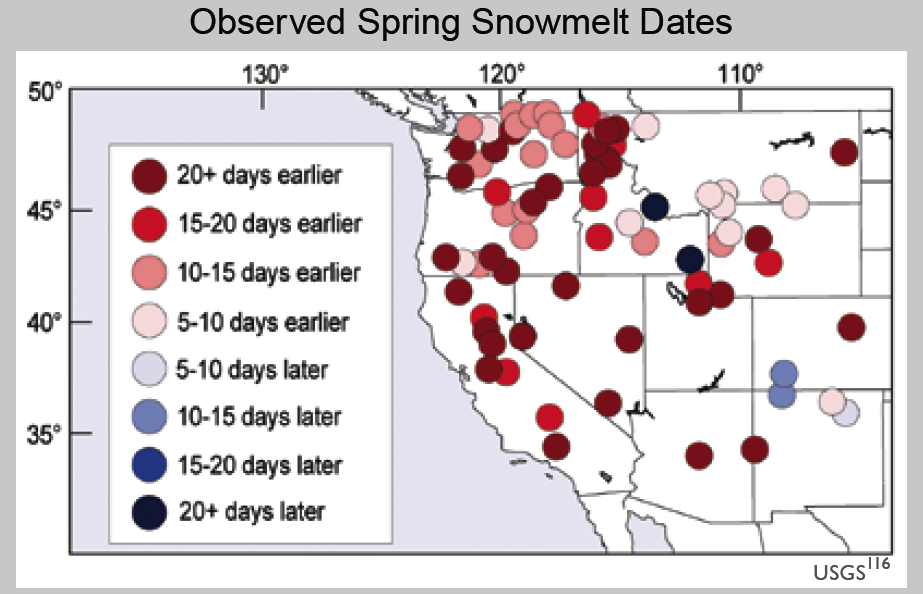 Observed Spring Snowmelt Dates
130° 120° 110°
50°
45°
40°
35°
20+ days earlier
15-20 days earlier
10-15 days earlier
5-10 days earlier
5-10 days later
10-15 days later
15-20 days later
20+ days later
USGS116